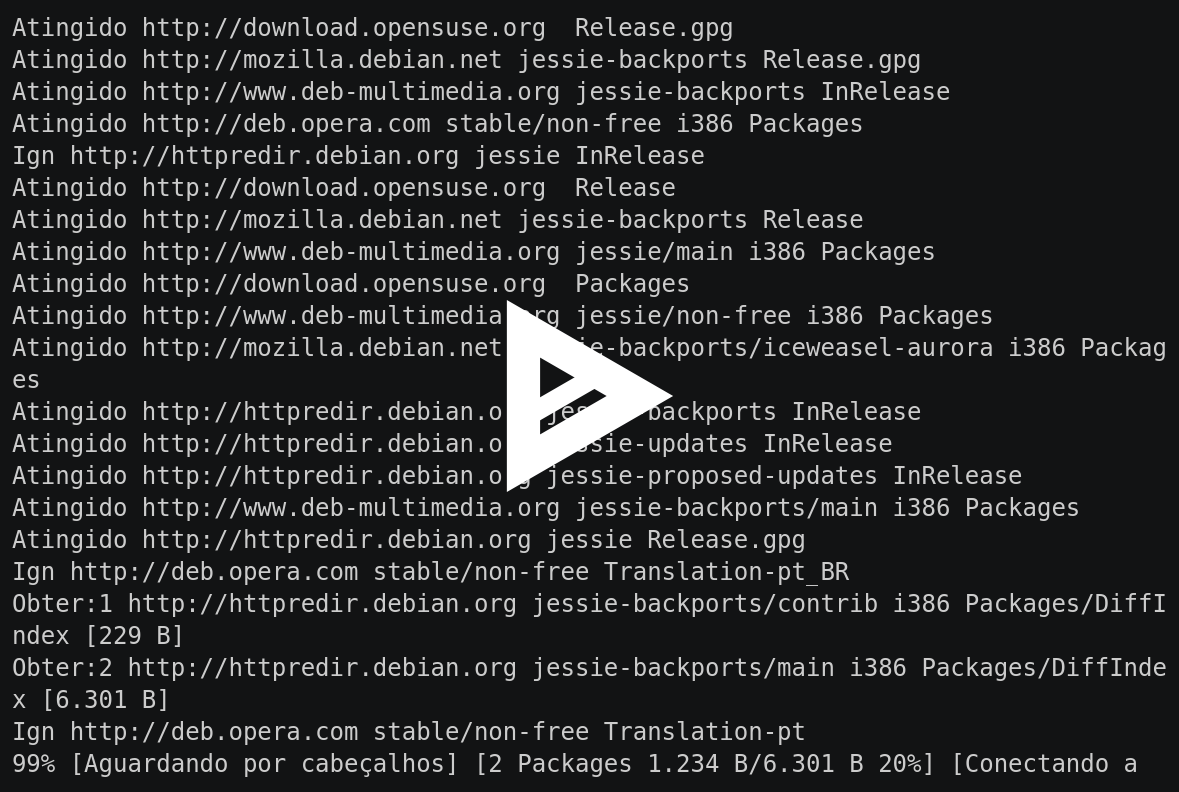 Atingido http://download.opensuse.org  Release.gpg
Atingido http://mozilla.debian.net jessie-backports Release.gpg
Atingido http://www.deb-multimedia.org jessie-backports InRelease
Atingido http://deb.opera.com stable/non-free i386 Packages
Ign http://httpredir.debian.org jessie InRelease
Atingido http://download.opensuse.org  Release
Atingido http://mozilla.debian.net jessie-backports Release
Atingido http://www.deb-multimedia.org jessie/main i386 Packages
Atingido http://download.opensuse.org  Packages
Atingido http://www.deb-multimedia.org jessie/non-free i386 Packages
Atingido http://mozilla.debian.net jessie-backports/iceweasel-aurora i386 Packag
es
Atingido http://httpredir.debian.org jessie-backports InRelease
Atingido http://httpredir.debian.org jessie-updates InRelease
Atingido http://httpredir.debian.org jessie-proposed-updates InRelease
Atingido http://www.deb-multimedia.org jessie-backports/main i386 Packages
Atingido http://httpredir.debian.org jessie Release.gpg
Ign http://deb.opera.com stable/non-free Translation-pt_BR
Obter:1 http://httpredir.debian.org jessie-backports/contrib i386 Packages/DiffI
ndex [229 B]
Obter:2 http://httpredir.debian.org jessie-backports/main i386 Packages/DiffInde
x [6.301 B]
Ign http://deb.opera.com stable/non-free Translation-pt
99% [Aguardando por cabeçalhos] [2 Packages 1.234 B/6.301 B 20%] [Conectando a